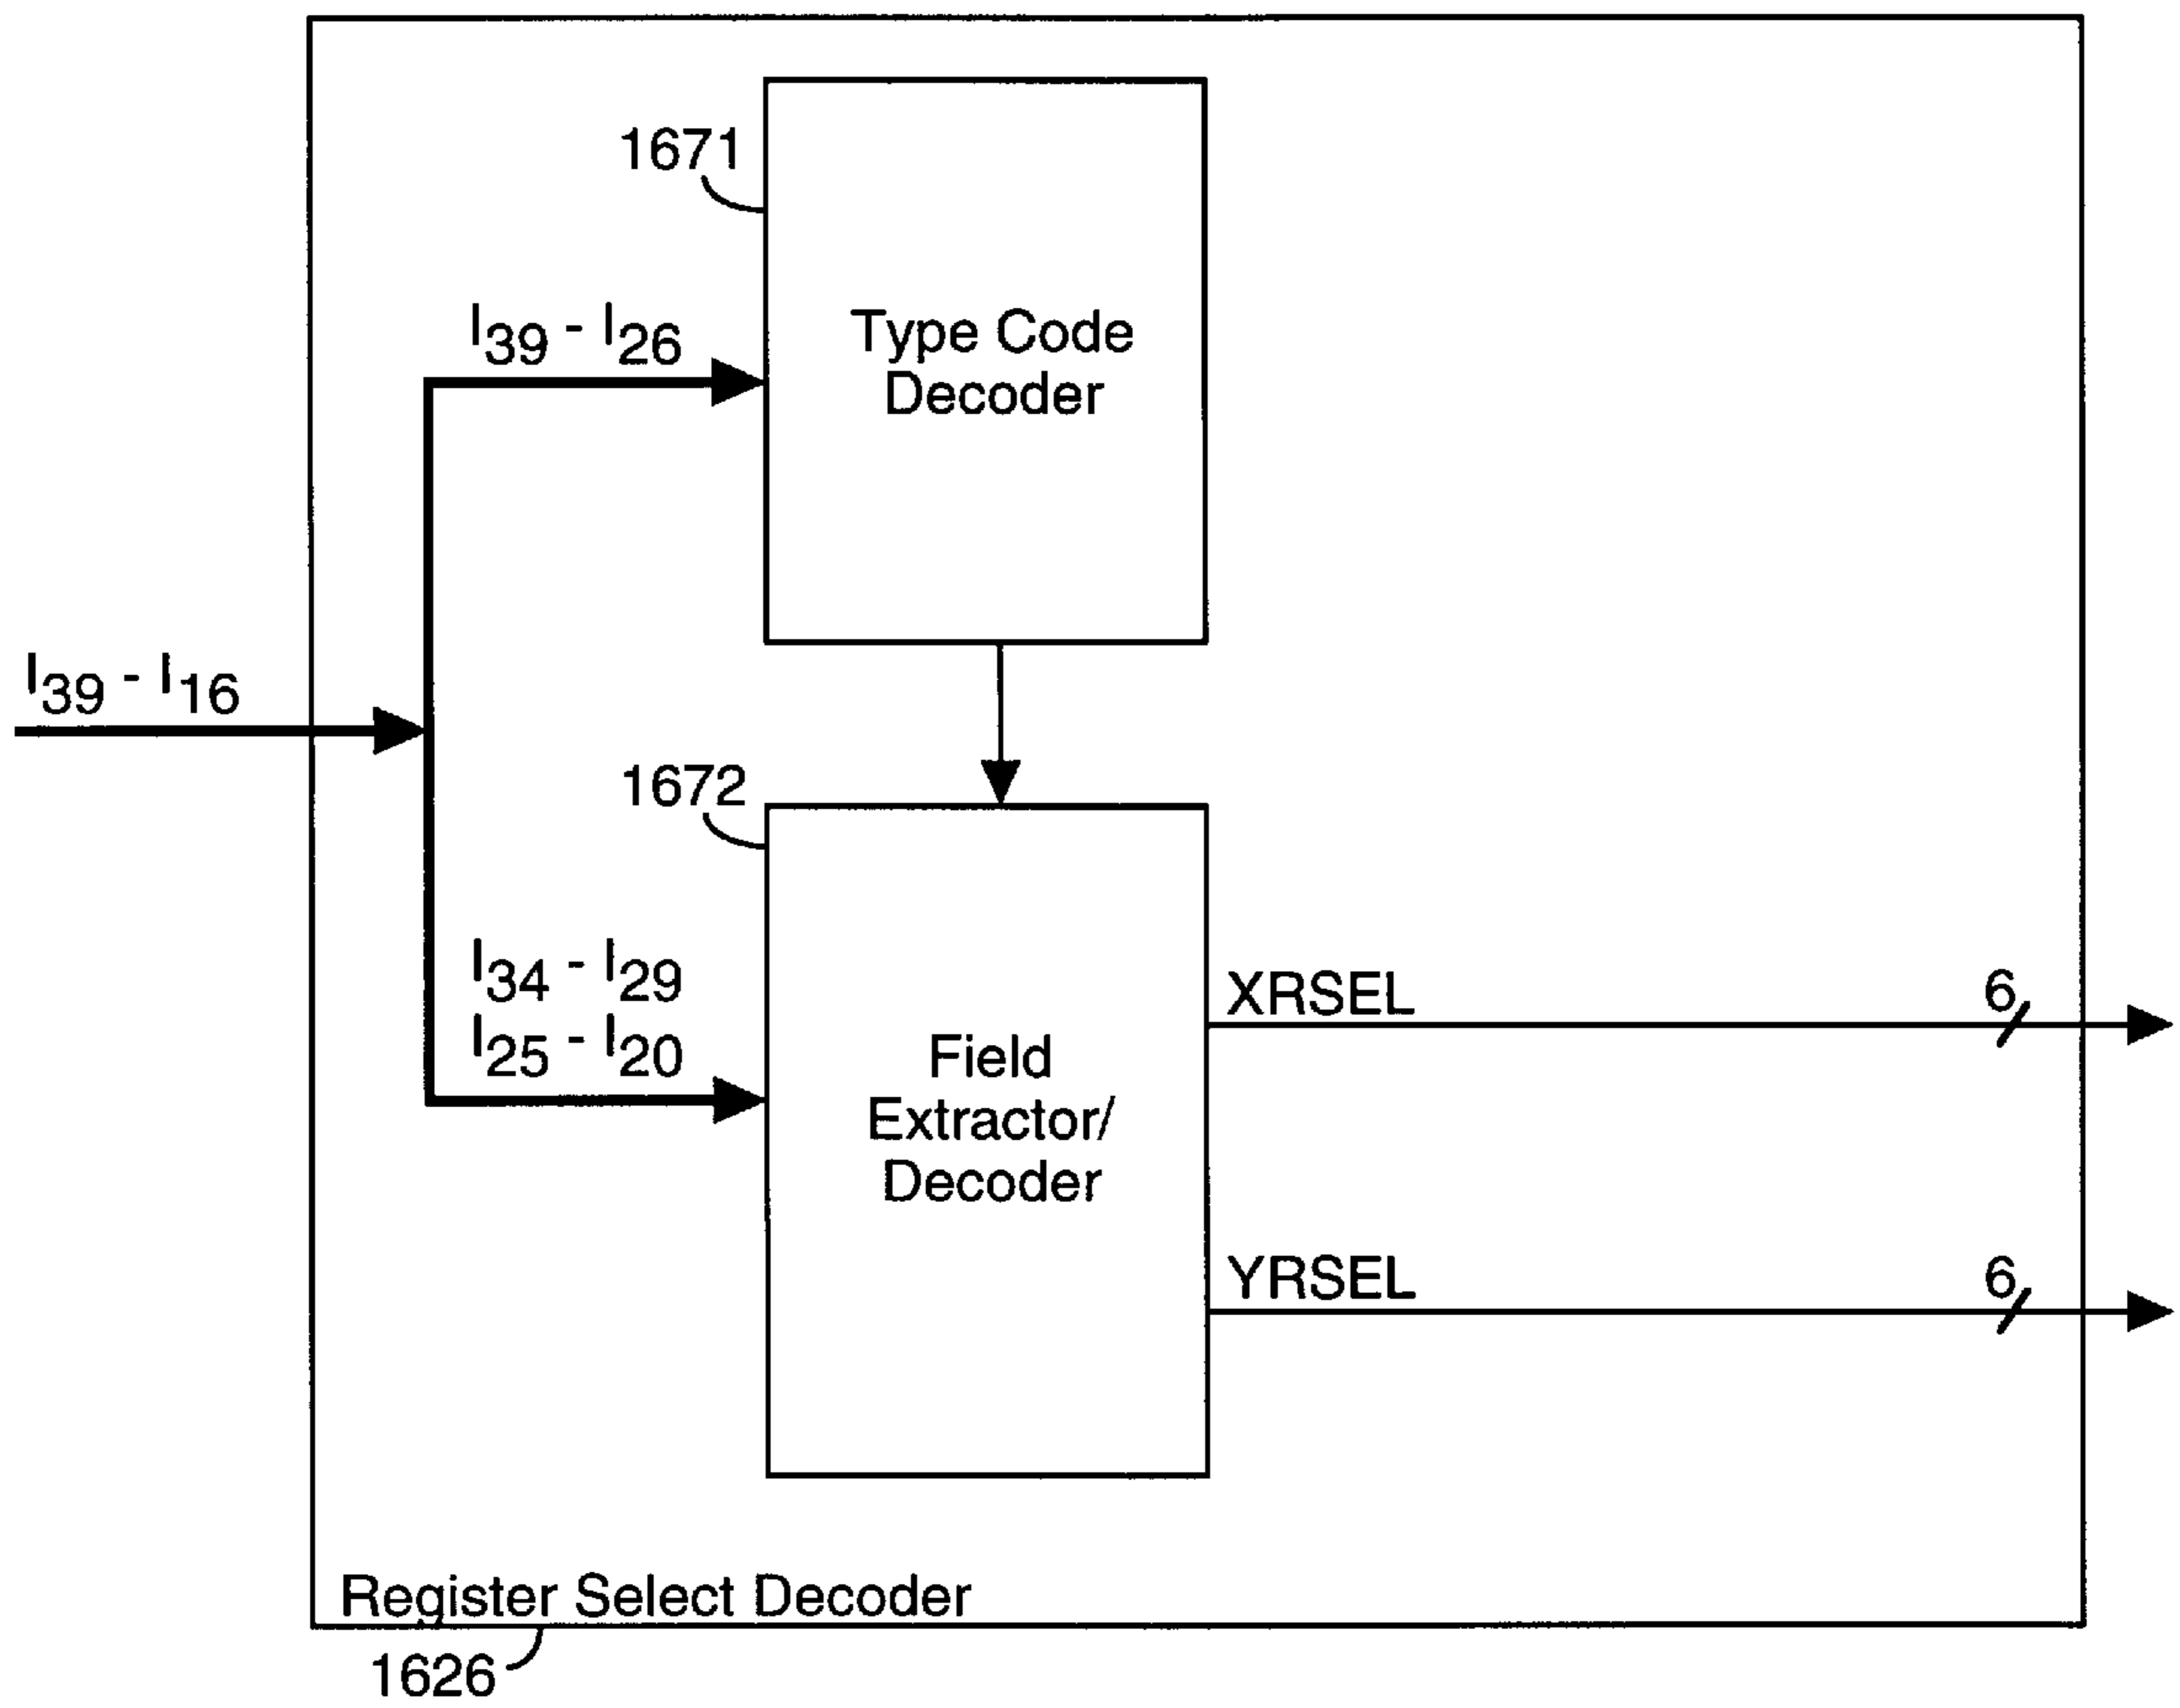 1671
I39 - I26
Type Code
Decoder
I39 - I16
1672
I34 - I29
I25 - I20
Field
Extractor/
Decoder
XRSEL 6
YRSEL 6
Register Select Decoder
1626